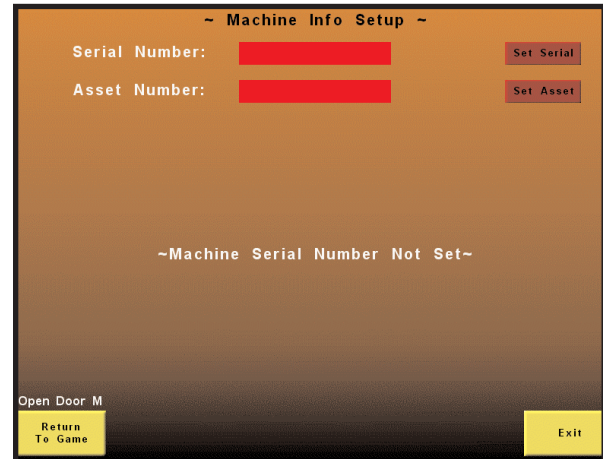 ~ Machine Info Setup ~
Serial Number:
Set Serial
Asset Number:
Set Asset
~Machine Serial Number Not Set~
Open Door M
Return
To Game
Exit